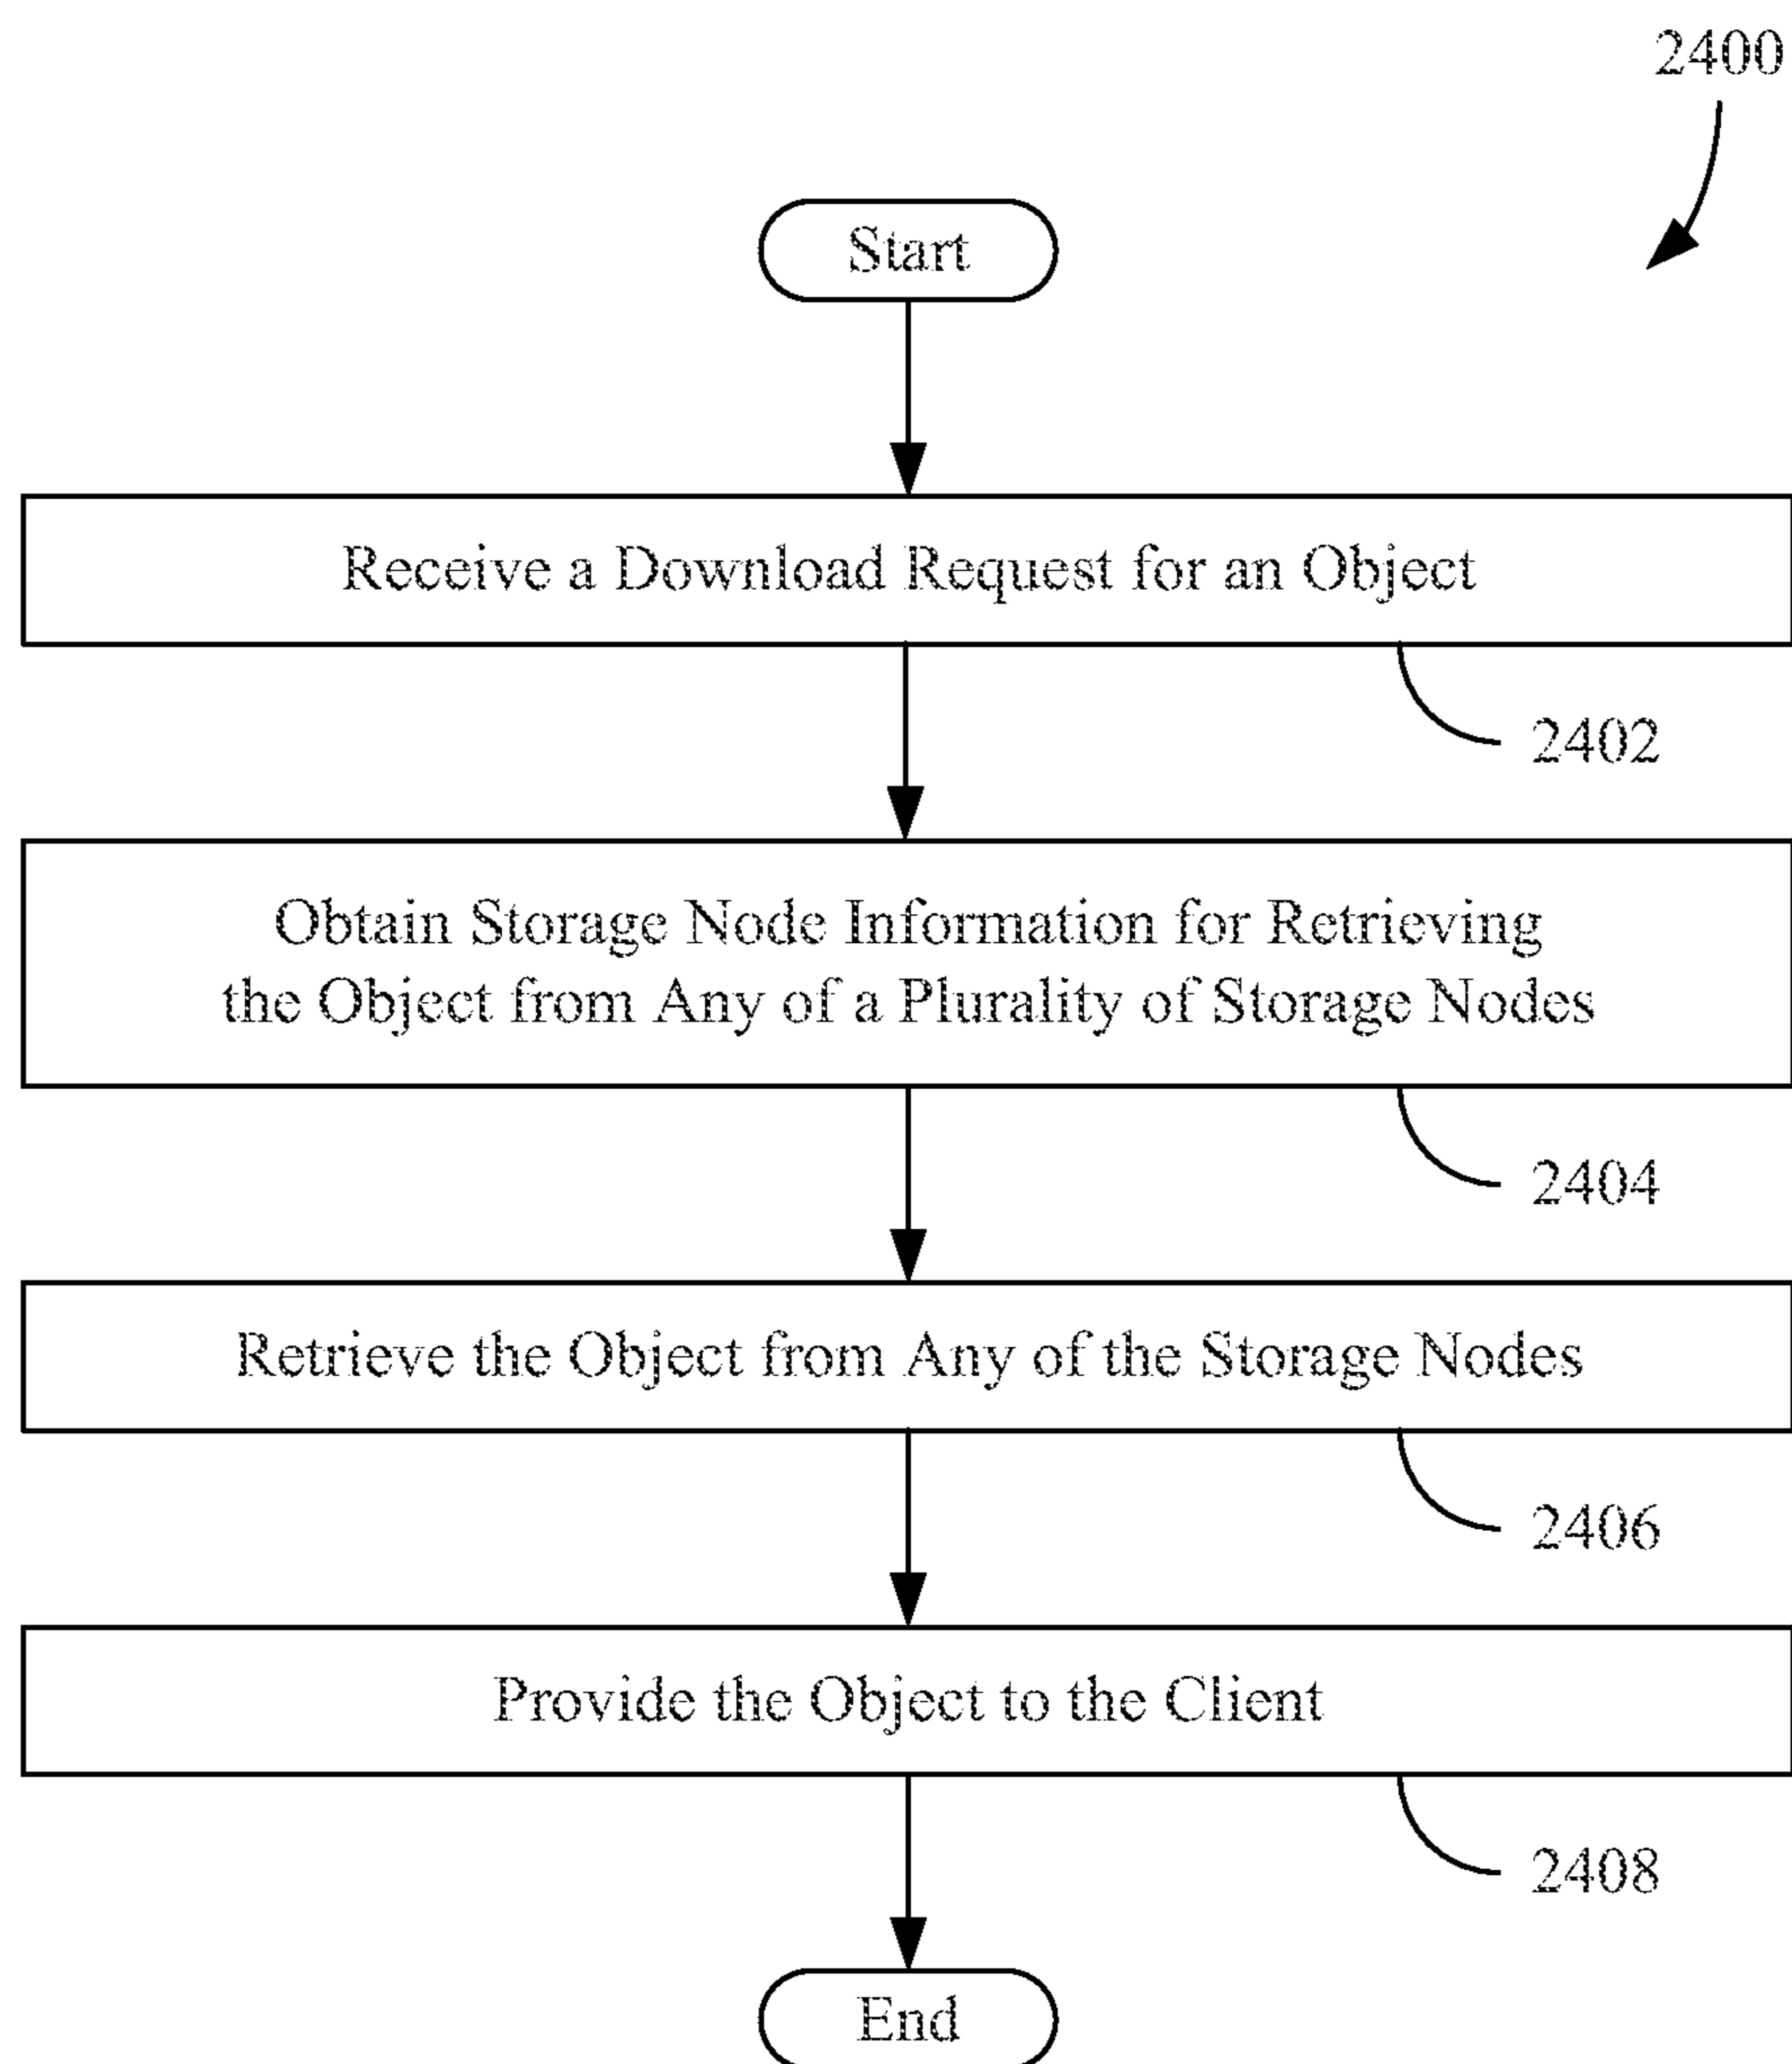 2400
Start
Receive a Download Request for an Object
2402
Obtain Storage Node Information for Retrieving
the Object from Any of a Plurality of Storage Nodes
2404
Retrieve the Object from Any of the Storage Nodes
2406
Provide the Object to the Client
2408
End